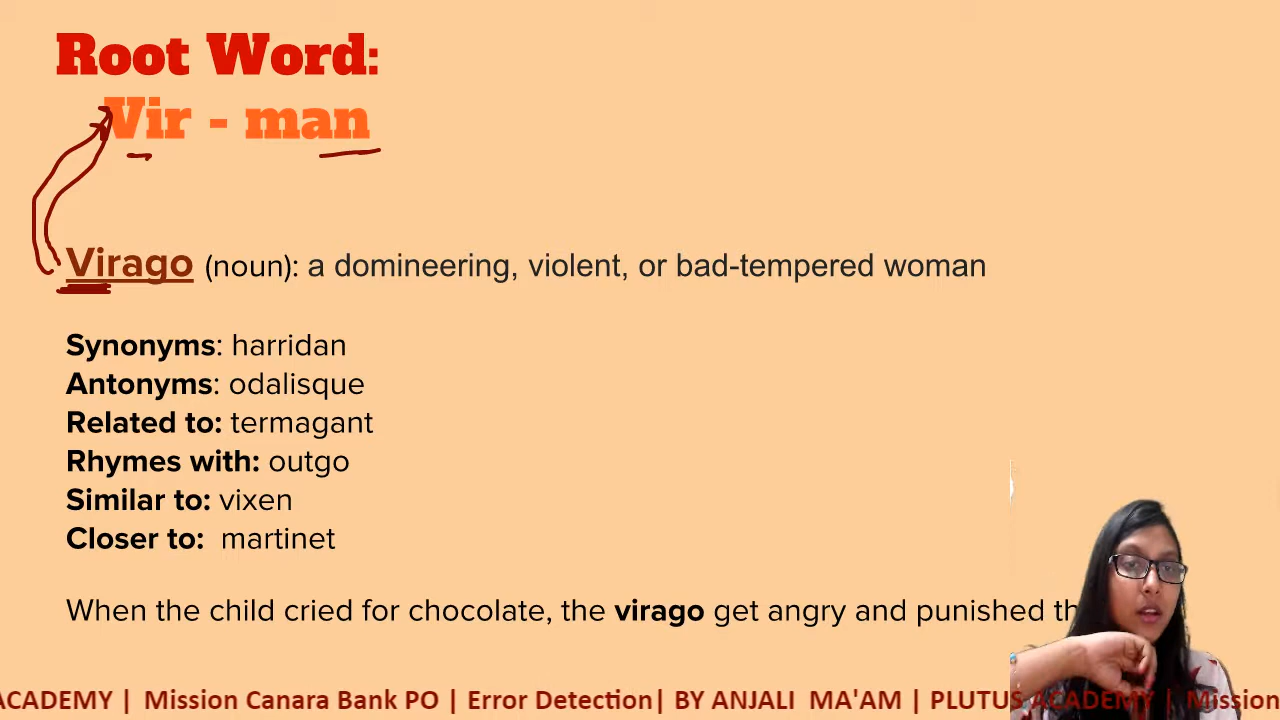 Root Word:
Vir - man
Virago (noun): a domineering, violent, or bad-tempered woman
Synonyms: harridan
Antonyms: odalisque
Related to: termagant
Rhymes with: outgo
Similar to: vixen
Closer to: martinet
When the child cried for chocolate, the virago get angry and punished
ACADEMY | Mission Canara Bank PO | Error Detection| BY ANJALI MA'AM | PLUTUS ACADEMY | Mission